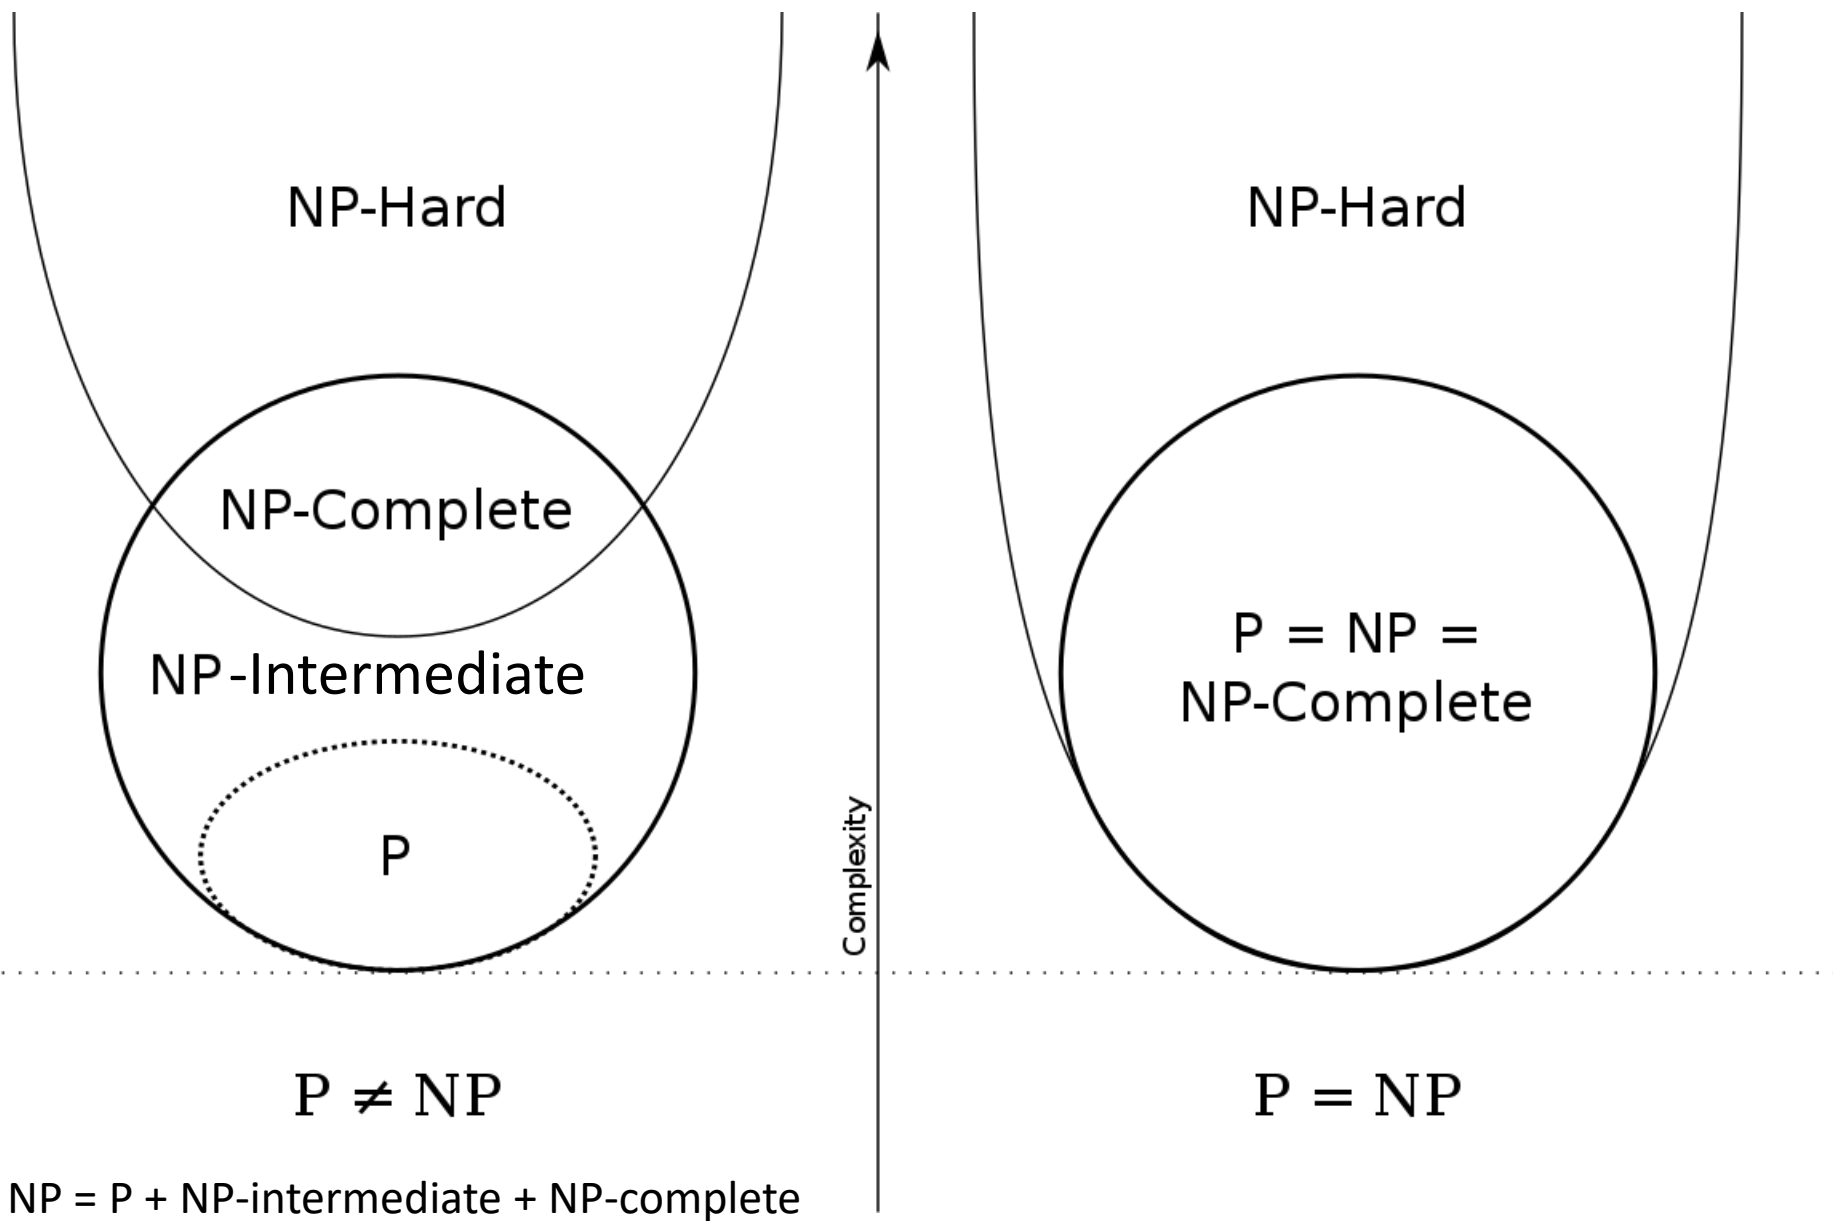 NP-Hard
NP-Complete
NP-Intermediate
P
P ≠ NP
NP = P + NP-intermediate + NP-complete
Complexity
NP-Hard
P = NP =
NP-Complete
P = NP